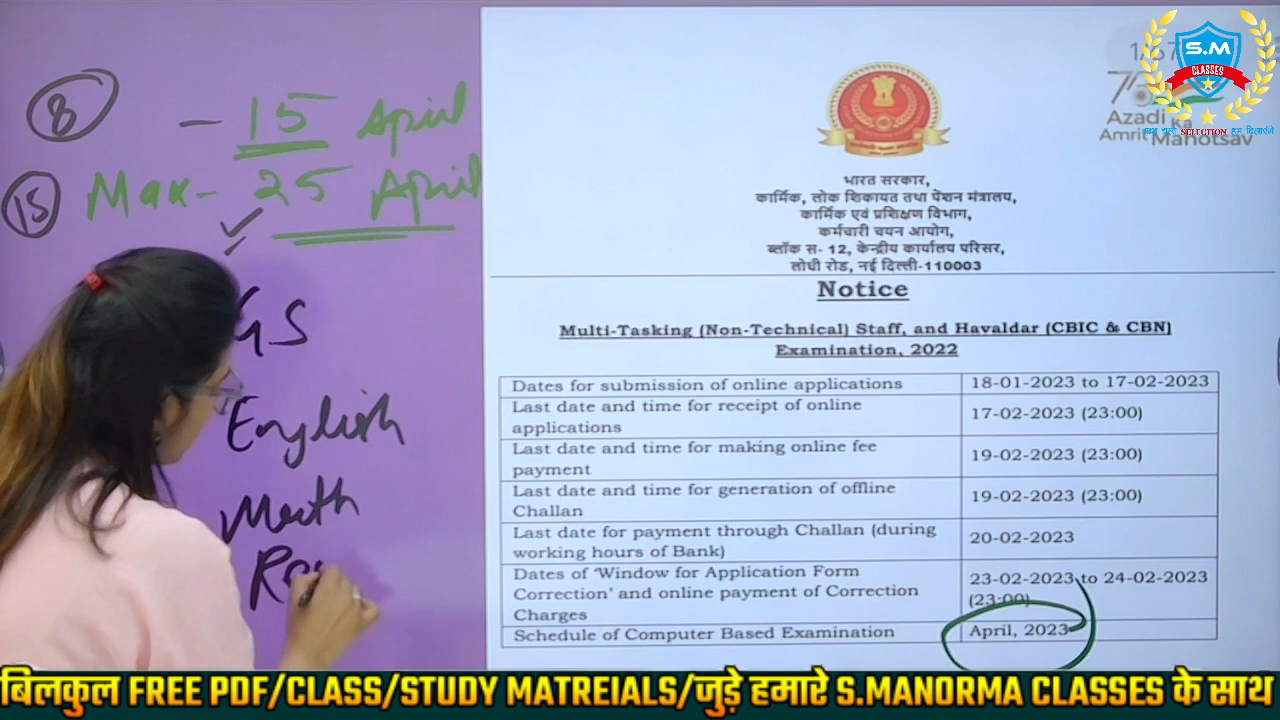 8
- 15 April
15 Max - 25 April
GS
English
Math
S.M
CLASSES
Azadi Ka
Amrit Mahotsav
SELECTION
भारत सरकार,
कार्मिक, लोक शिकायत तथा पेंशन मंत्रालय,
कार्मिक एवं प्रशिक्षण विभाग,
कर्मचारी चयन आयोग,
ब्लॉक स- 12, केन्द्रीय कार्यालय परिसर,
लोधी रोड, नई दिल्ली-110003
Notice
Multi-Tasking (Non-Technical) Staff, and Havaldar (CBIC & CBN)
Examination, 2022
Dates for submission of online applications 18-01-2023 to 17-02-2023
Last date and time for receipt of online
applications 17-02-2023 (23:00)
Last date and time for making online fee
payment 19-02-2023 (23:00)
Last date and time for generation of offline
Challan 19-02-2023 (23:00)
Last date for payment through Challan (during
working hours of Bank) 20-02-2023
Dates of ‘Window for Application Form
Correction’ and online payment of Correction
Charges 23-02-2023 to 24-02-2023
(23:00)
Schedule of Computer Based Examination April, 2023
बिलकुल FREE PDF/CLASS/STUDY MATREIALS/जुड़े हमारे S.MANORMA CLASSES के साथ